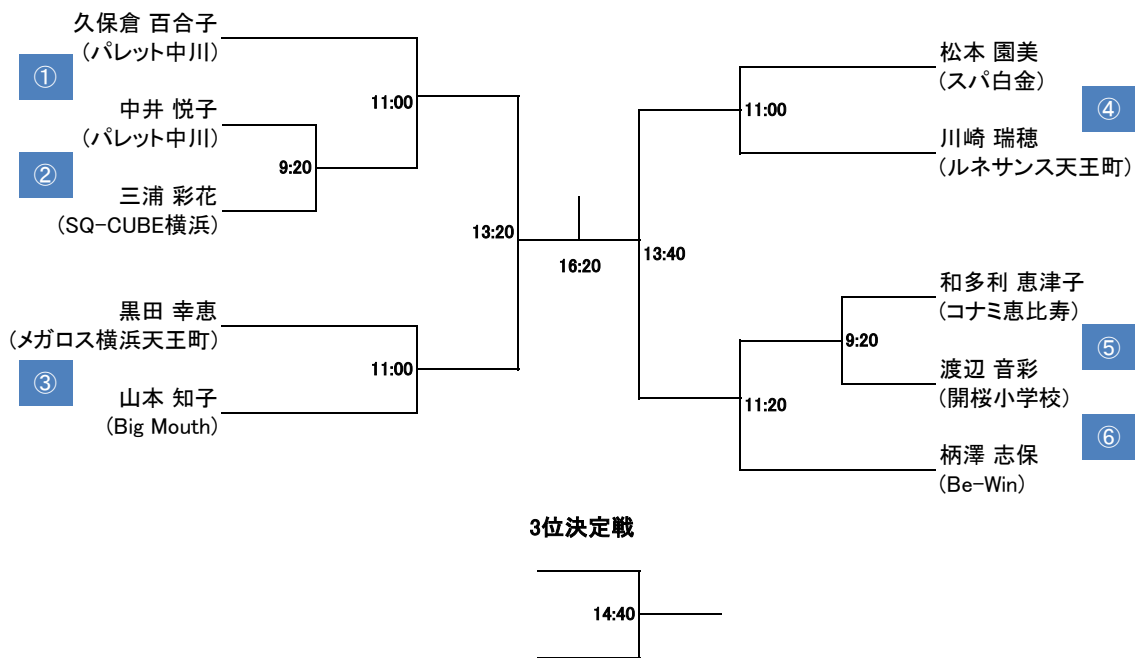 久保倉 百合子
(パレット中川)
①
11:00
中井 悦子
(パレット中川)
②
9:20
三浦 彩花
(SQ-CUBE横浜)
13:20
黒田 幸恵
(メガロス横浜天王町)
③
11:00
山本 知子
(Big Mouth)
16:20
松本 園美
(スパ白金)
④
11:00
川崎 瑞穂
(ルネサンス天王町)
13:40
和多利 恵津子
(コナミ恵比寿)
9:20
⑤
渡辺 音彩
(開桜小学校)
11:20
⑥
柄澤 志保
(Be-Win)
3位決定戦
14:40